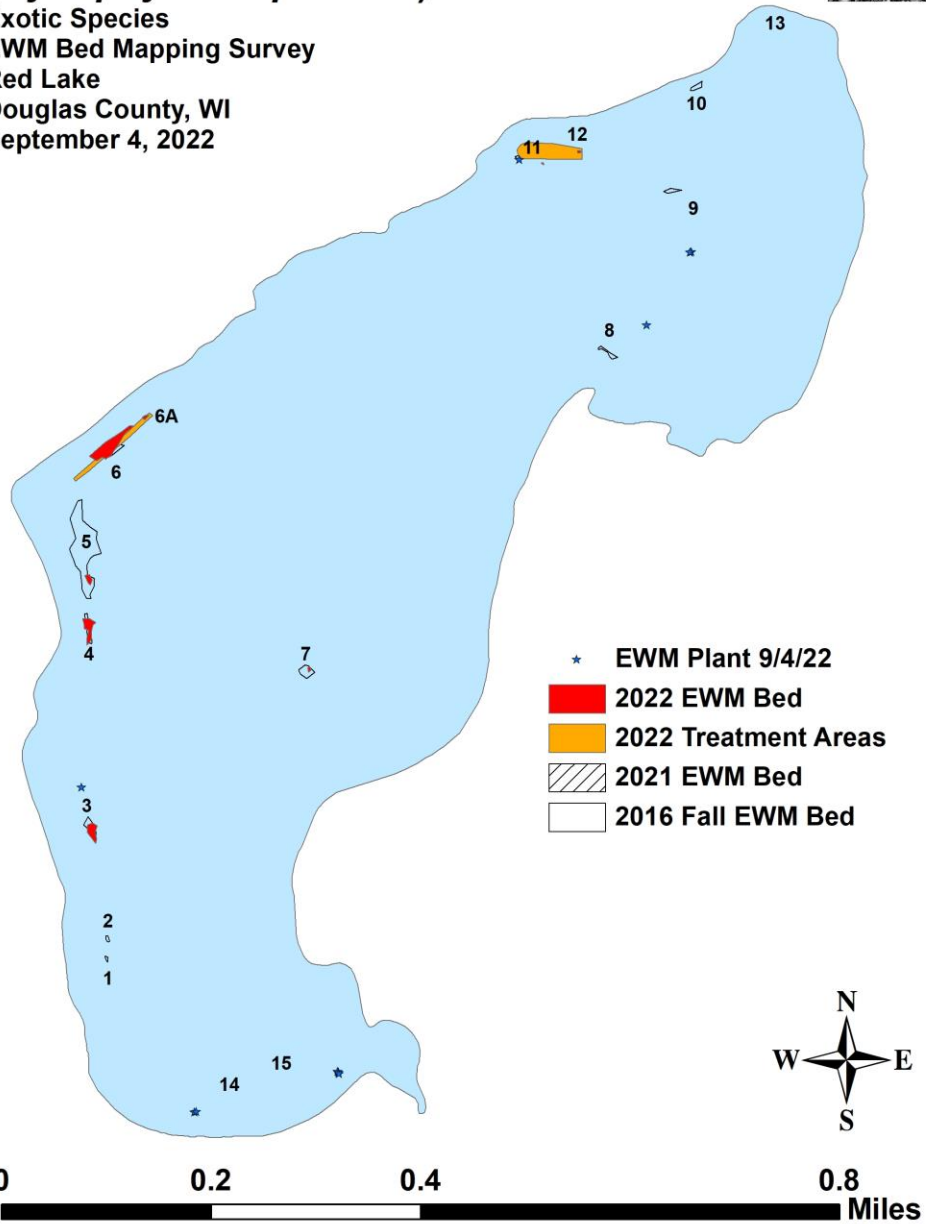 xotic Species
WM Bed Mapping Survey
Red Lake
Douglas County, WI
eptember 4, 2022
13
10
12
11
9
8
6A
6
5
4
7
EWM Plant 9/4/22
2022 EWM Bed
2022 Treatment Areas
2021 EWM Bed
2016 Fall EWM Bed
3
2
1
N
W E
S
15
14
0 0.2 0.4 0.8
Miles